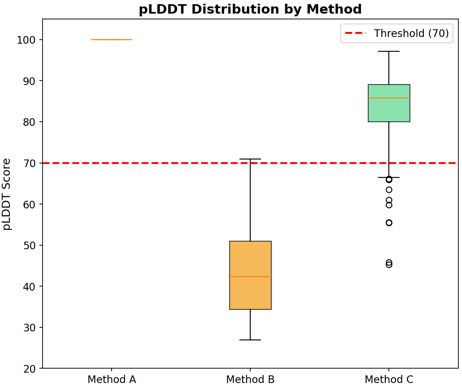 pLDDT Distribution by Method
Threshold (70)
pLDDT Score
100
90
80
70
60
50
40
30
20
Method A
Method B
Method C